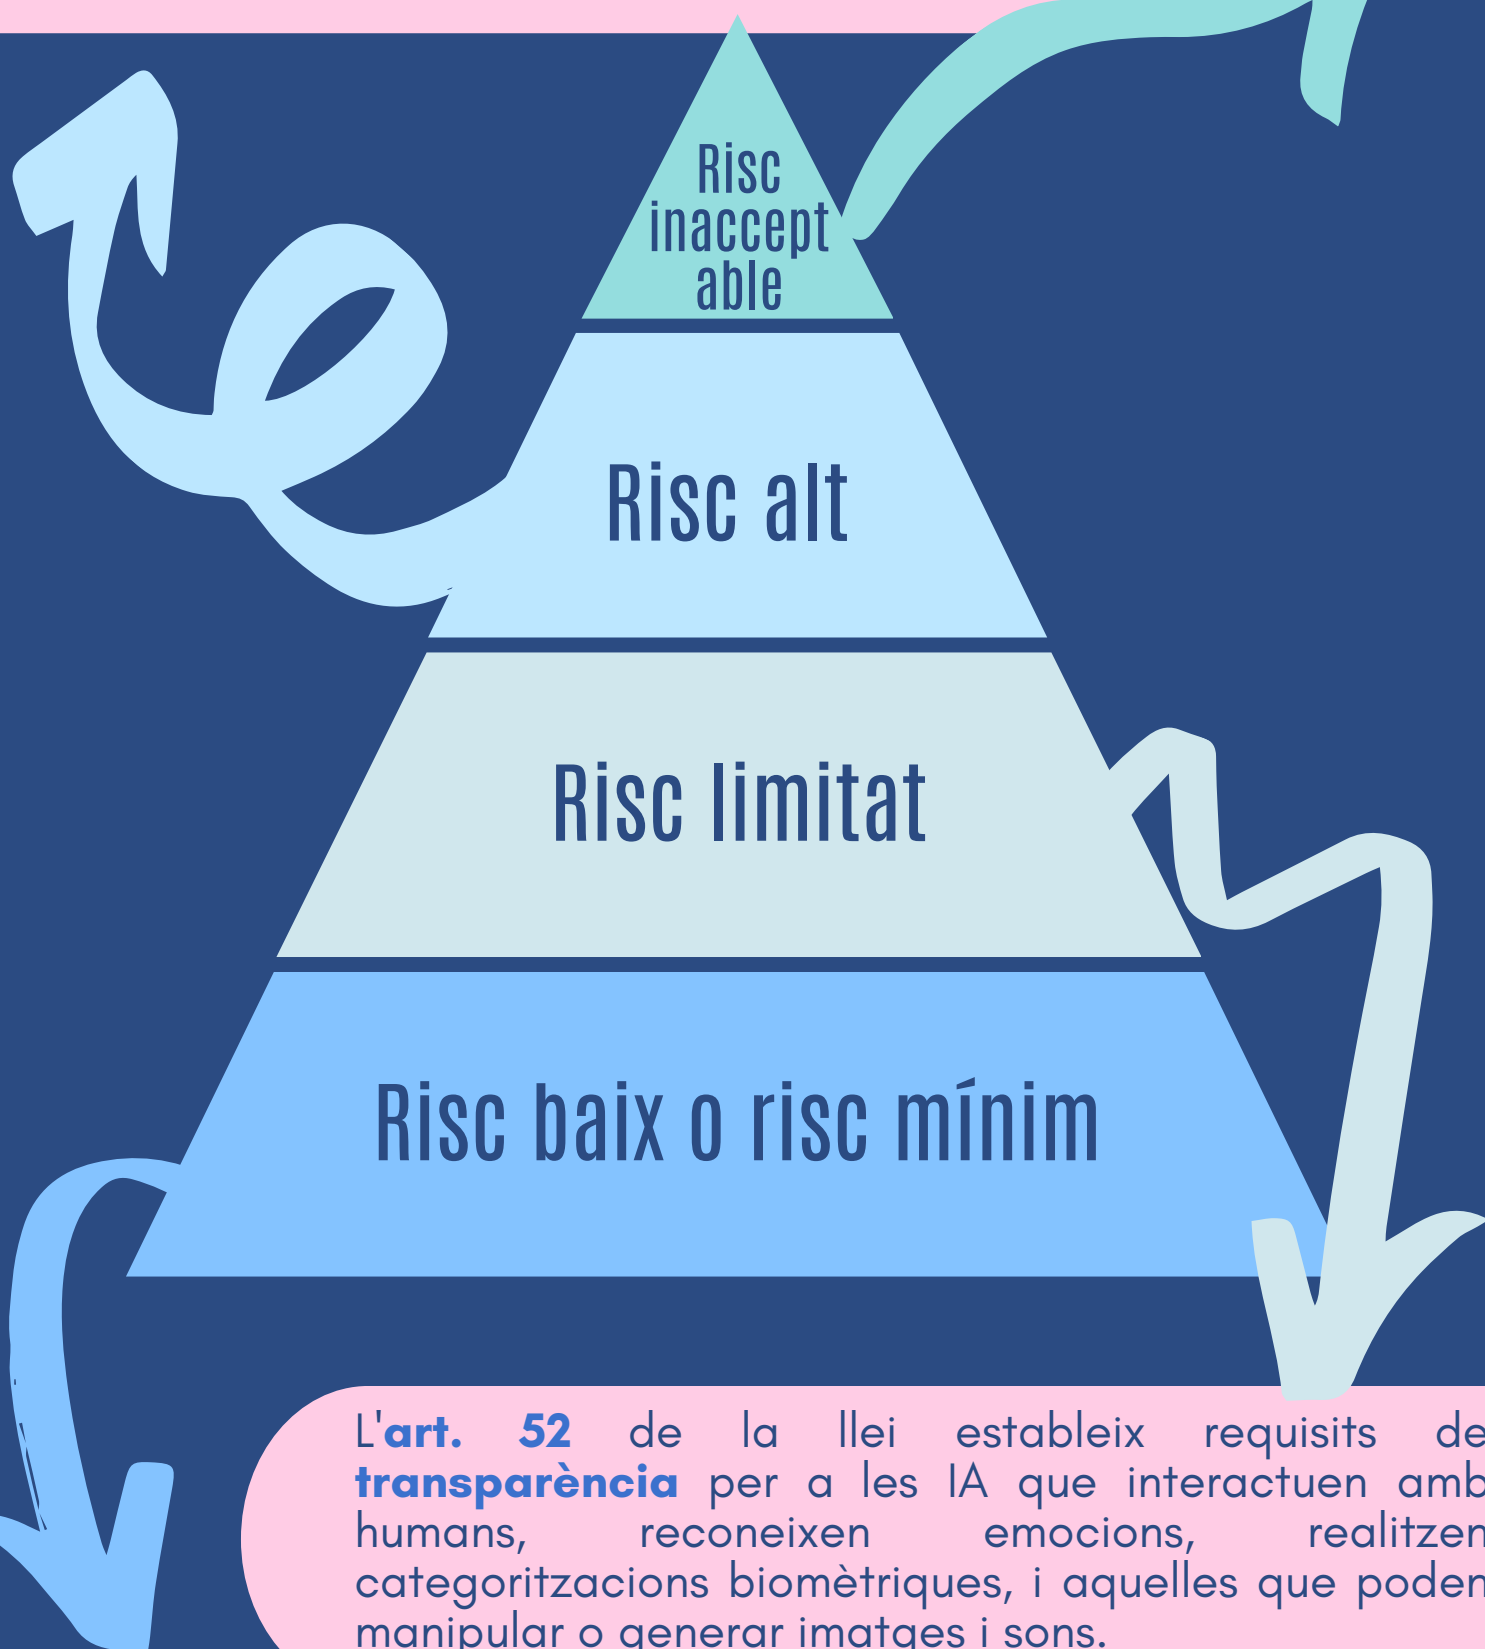 Risc
inaccept
able
Risc alt
Risc limitat
Risc baix o risc mínim
L'art. 52 de la llei estableix requisits de
transparència per a les IA que interactuen amb
humans, reconeixen emocions, realitzen
categoritzacions biomètriques, i aquelles que poden
manipular o generar imatges i sons.